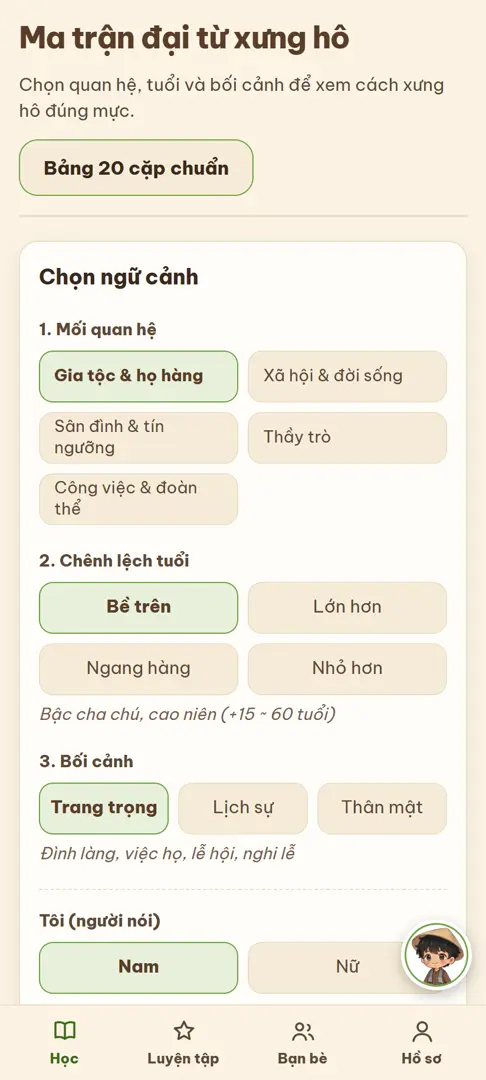 Ma trận đại từ xưng hô
Chọn quan hệ, tuổi và bối cảnh để xem cách xưng
hô đúng mực.
Bảng 20 cặp chuẩn
Chọn ngữ cảnh
1. Mối quan hệ
Gia tộc & họ hàng
Xã hội & đời sống
Sân đình & tín
ngưỡng
Thầy trò
Công việc & đoàn
thể
2. Chênh lệch tuổi
Bề trên
Lớn hơn
Ngang hàng
Nhỏ hơn
Bậc cha chú, cao niên (+15 ~ 60 tuổi)
3. Bối cảnh
Trang trọng
Lịch sự
Thân mật
Đình làng, việc họ, lễ hội, nghi lễ
Tôi (người nói)
Nam
Nữ
Học
Luyện tập
Bạn bè
Hồ sơ